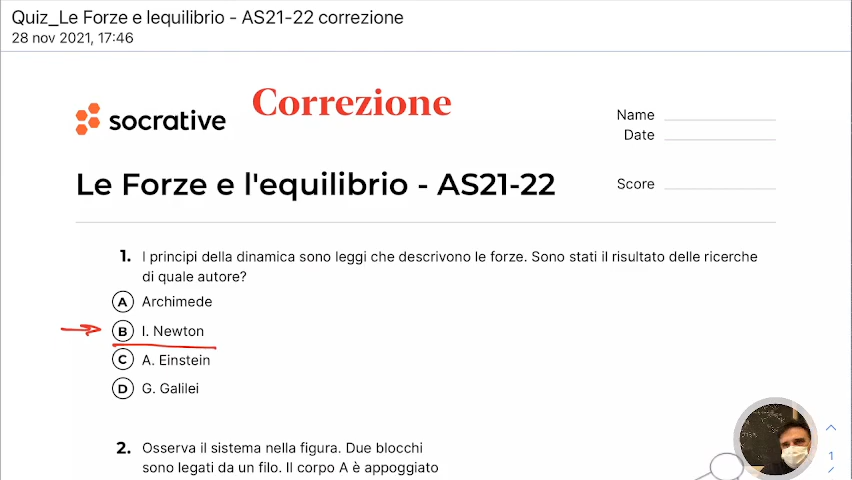 Quiz_Le Forze e lequilibrio - AS21-22 correzione
28 nov 2021, 17:46
socrative
Correzione
Name
Date
Le Forze e l'equilibrio - AS21-22
Score
1. I principi della dinamica sono leggi che descrivono le forze. Sono stati il risultato delle ricerche
di quale autore?
A Archimede
B I. Newton
C A. Einstein
D G. Galilei
2. Osserva il sistema nella figura. Due blocchi
sono legati da un filo. Il corpo A è appoggiato
1